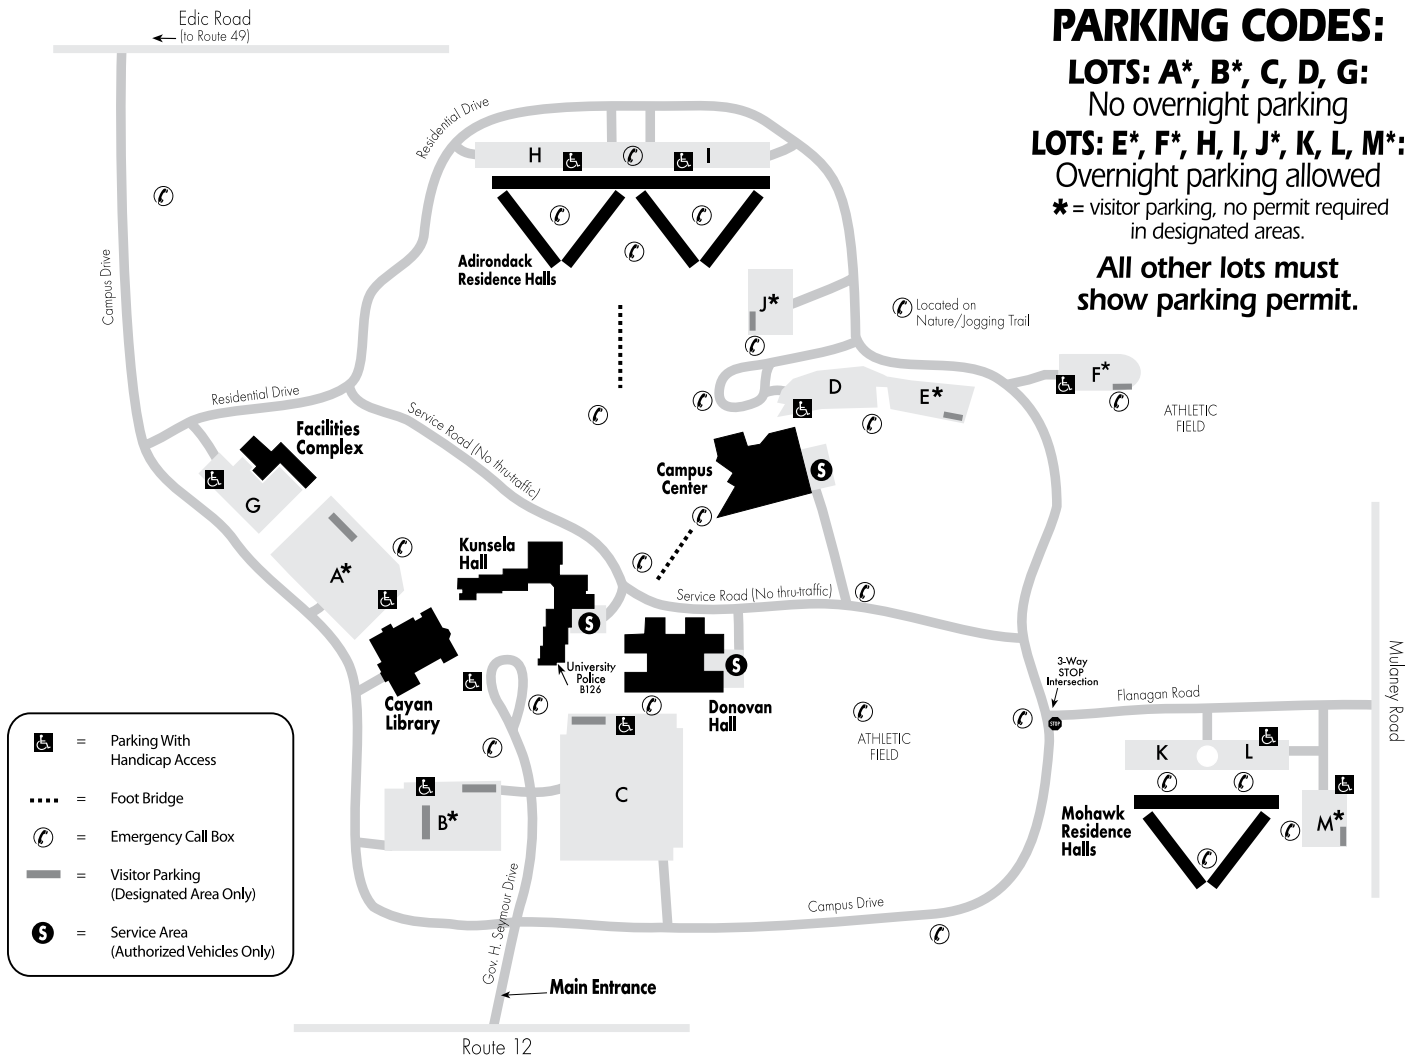 Edic Road
(to Route 49)
PARKING CODES:
LOTS: A*, B*, C, D, G:
No overnight parking
LOTS: E*, F*, H, I, J*, K, L, M*:
Overnight parking allowed
* = visitor parking, no permit required
in designated areas.
All other lots must
show parking permit.
Residential Drive
H
I
Adirondack
Residence Halls
Campus Drive
J*
Located on
Nature/Jogging Trail
F*
D
E*
ATHLETIC
FIELD
Residential Drive
Service Road (No thru-traffic)
Facilities
Complex
Campus
Center
S
G
Kunsela
Hall
A*
Service Road (No thru-traffic)
S
S
University
Police
B126
3-Way
STOP
Intersection
Flanagan Road
Mulaney Road
Cayan
Library
Donovan
Hall
STOP
ATHLETIC
FIELD
K
L
C
B*
M*
Mohawk
Residence
Halls
Gov. H. Seymour Drive
Campus Drive
Main Entrance
Route 12
= Parking With
Handicap Access
= Foot Bridge
= Emergency Call Box
= Visitor Parking
(Designated Area Only)
S = Service Area
(Authorized Vehicles Only)